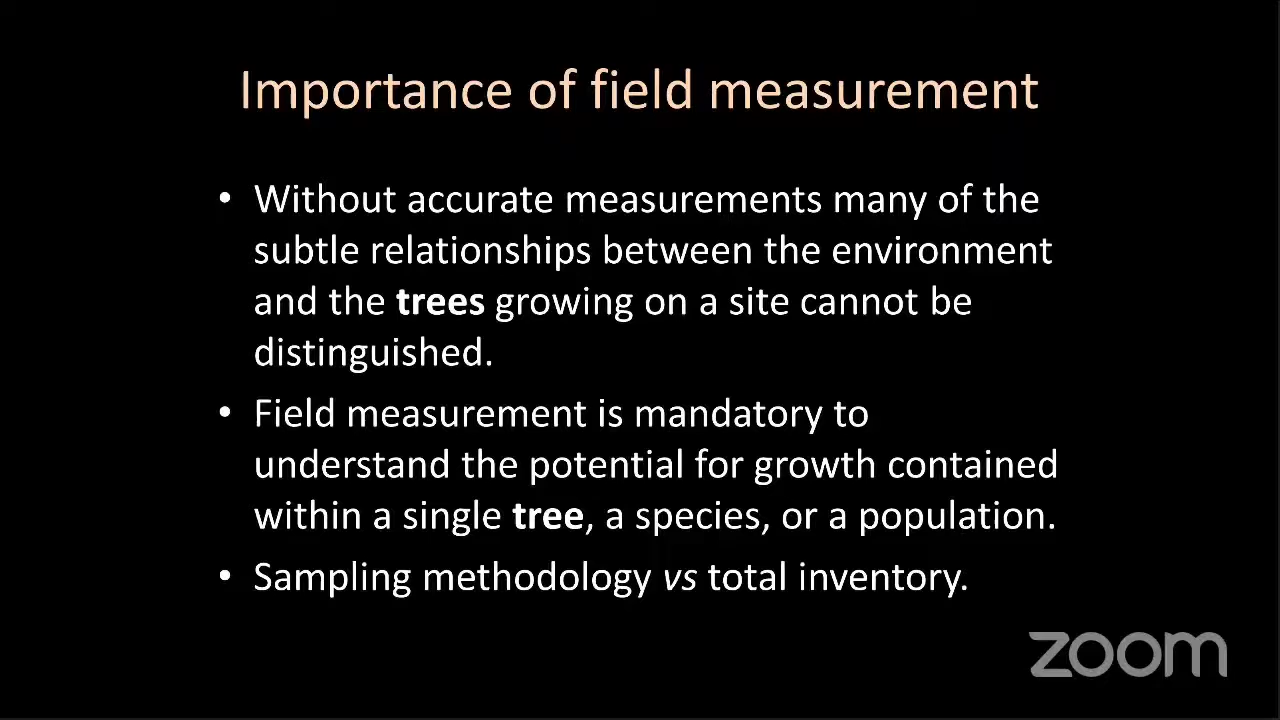 Importance of field measurement
• Without accurate measurements many of the
subtle relationships between the environment
and the trees growing on a site cannot be
distinguished.
• Field measurement is mandatory to
understand the potential for growth contained
within a single tree, a species, or a population.
• Sampling methodology vs total inventory.
zoom